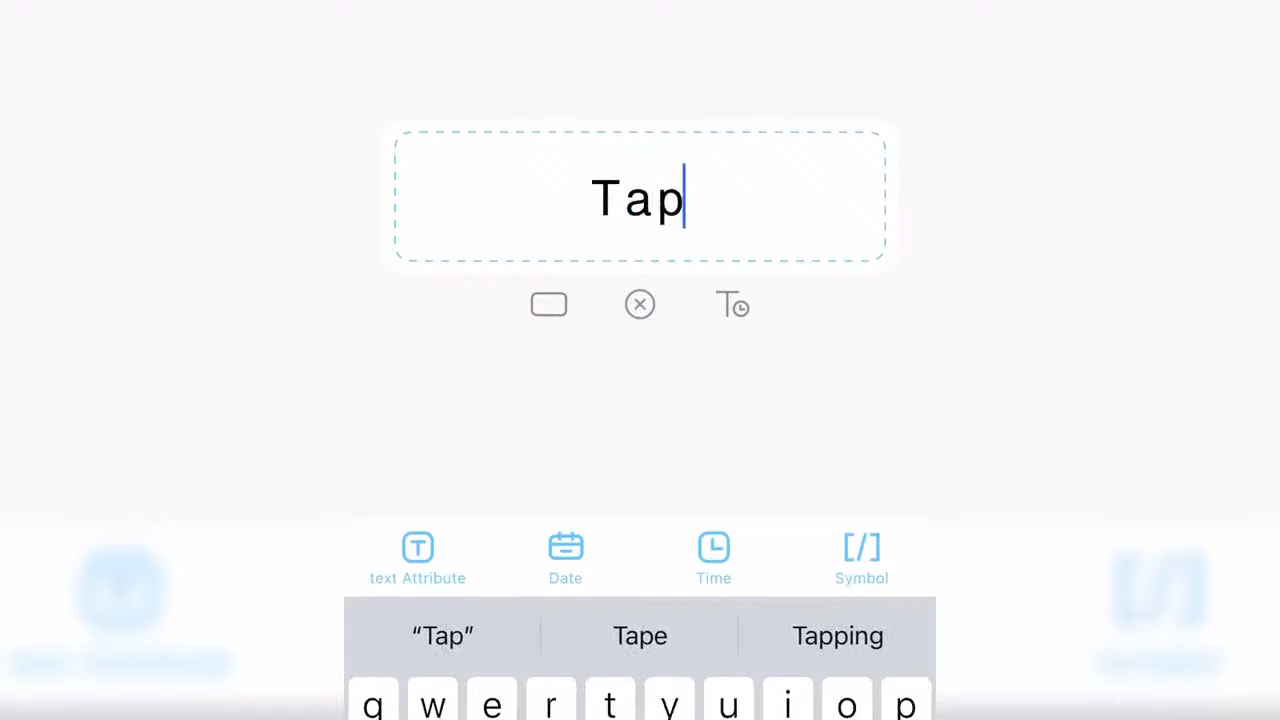 Tap
text Attribute Date Time Symbol
“Tap” Tape Tapping
q w e r t y u i o p